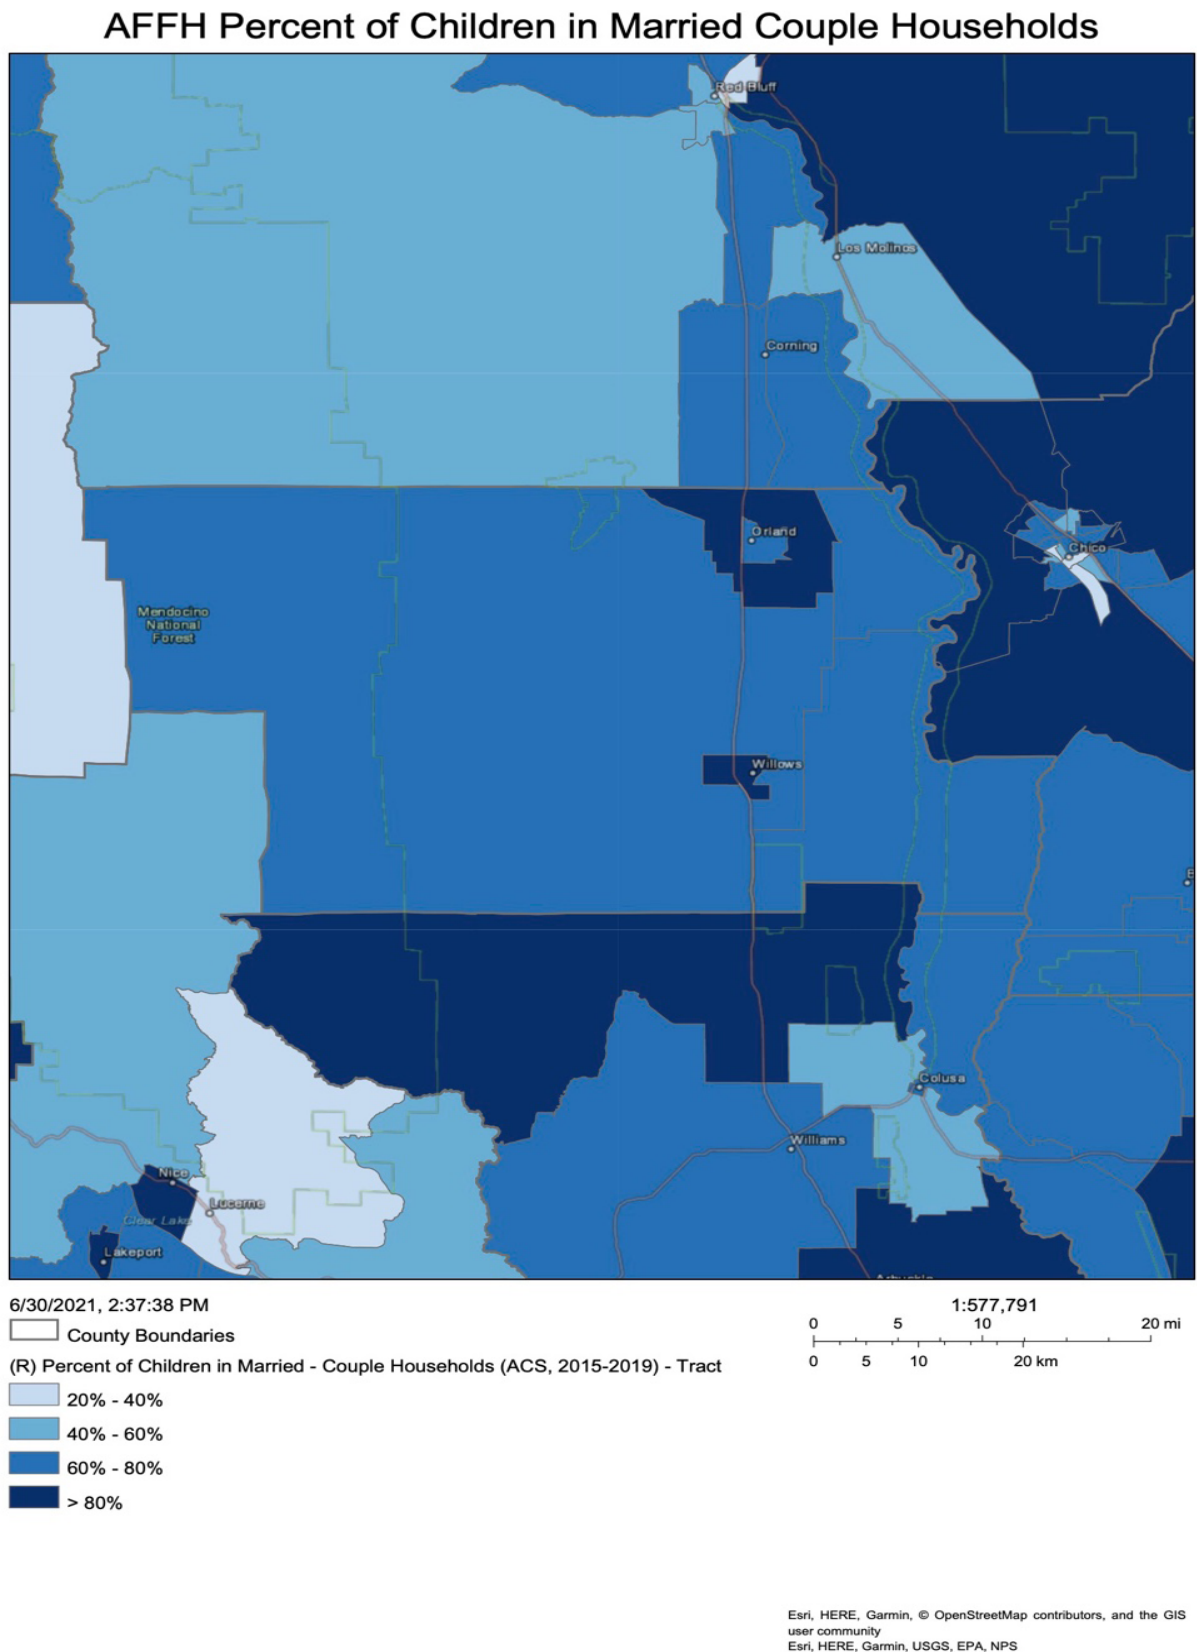 AFFH Percent of Children in Married Couple Households
Red Bluff
Los Molinos
Corning
Orland
Chico
Mendocino
National
Forest
Willows
Colusa
Williams
Nice
Lucerne
Clear Lake
Lakeport
6/30/2021, 2:37:38 PM
1:577,791
County Boundaries
0 5 10 20 mi
0 5 10 20 km
(R) Percent of Children in Married - Couple Households (ACS, 2015-2019) - Tract
20% - 40%
40% - 60%
60% - 80%
> 80%
Esri, HERE, Garmin, © OpenStreetMap contributors, and the GIS
user community
Esri, HERE, Garmin, USGS, EPA, NPS